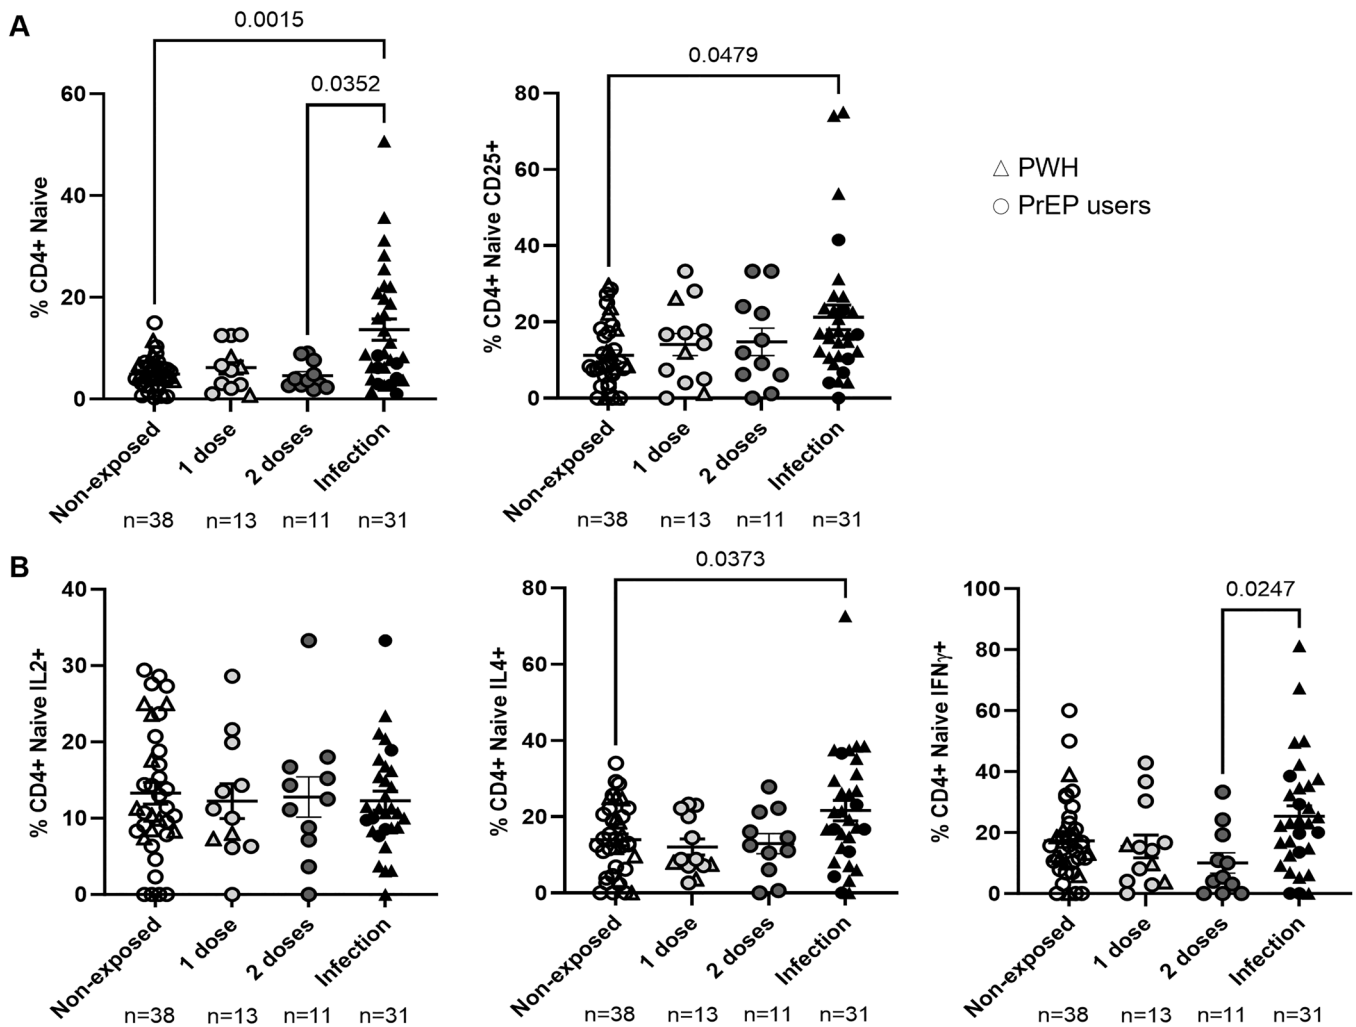 A
0.0015
0.0352
% CD4+ Naive
60
40
20
0
Non-exposed
1 dose
2 doses
Infection
n=38
n=13
n=11
n=31
0.0479
% CD4+ Naive CD25+
80
60
40
20
0
Non-exposed
1 dose
2 doses
Infection
n=38
n=13
n=11
n=31
PWH
PrEP users
B
% CD4+ Naive IL2+
40
30
20
10
0
Non-exposed
1 dose
2 doses
Infection
n=38
n=13
n=11
n=31
0.0373
% CD4+ Naive IL4+
80
60
40
20
0
Non-exposed
1 dose
2 doses
Infection
n=38
n=13
n=11
n=31
0.0247
% CD4+ Naive IFNγ+
100
80
60
40
20
0
Non-exposed
1 dose
2 doses
Infection
n=38
n=13
n=11
n=31